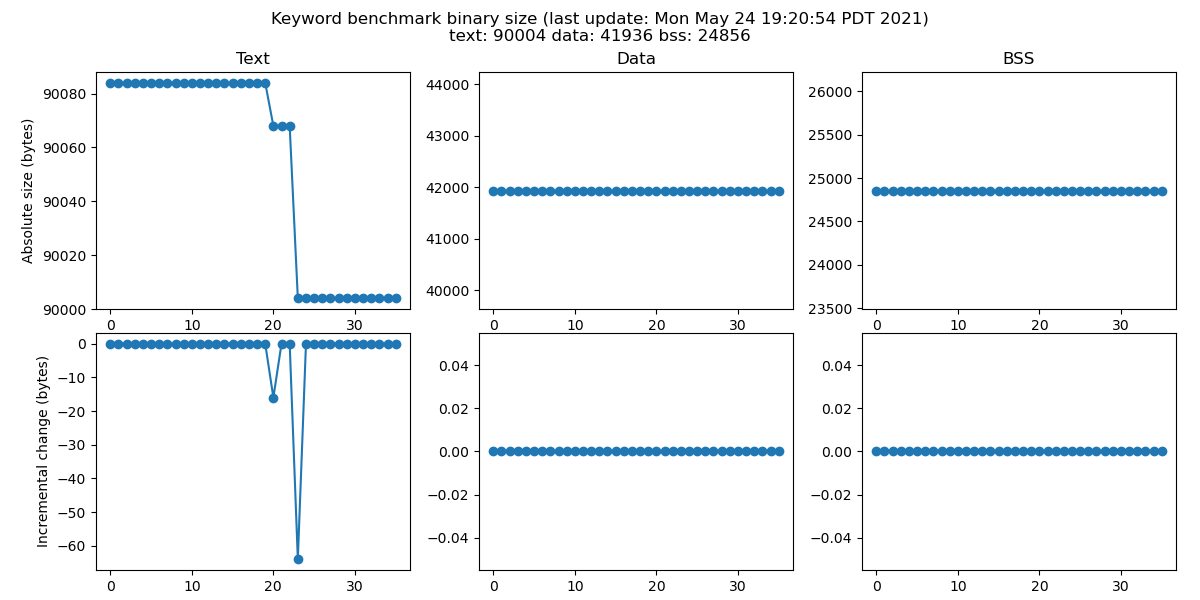 Keyword benchmark binary size (last update: Mon May 24 19:20:54 PDT 2021)
text: 90004 data: 41936 bss: 24856
Text
Absolute size (bytes)
90080
90060
90040
90020
90000
0 10 20 30
Data
44000
43000
42000
41000
40000
0 10 20 30
BSS
26000
25500
25000
24500
24000
23500
0 10 20 30
Incremental change (bytes)
0
−10
−20
−30
−40
−50
−60
0 10 20 30
0.04
0.02
0.00
−0.02
−0.04
0 10 20 30
0.04
0.02
0.00
−0.02
−0.04
0 10 20 30